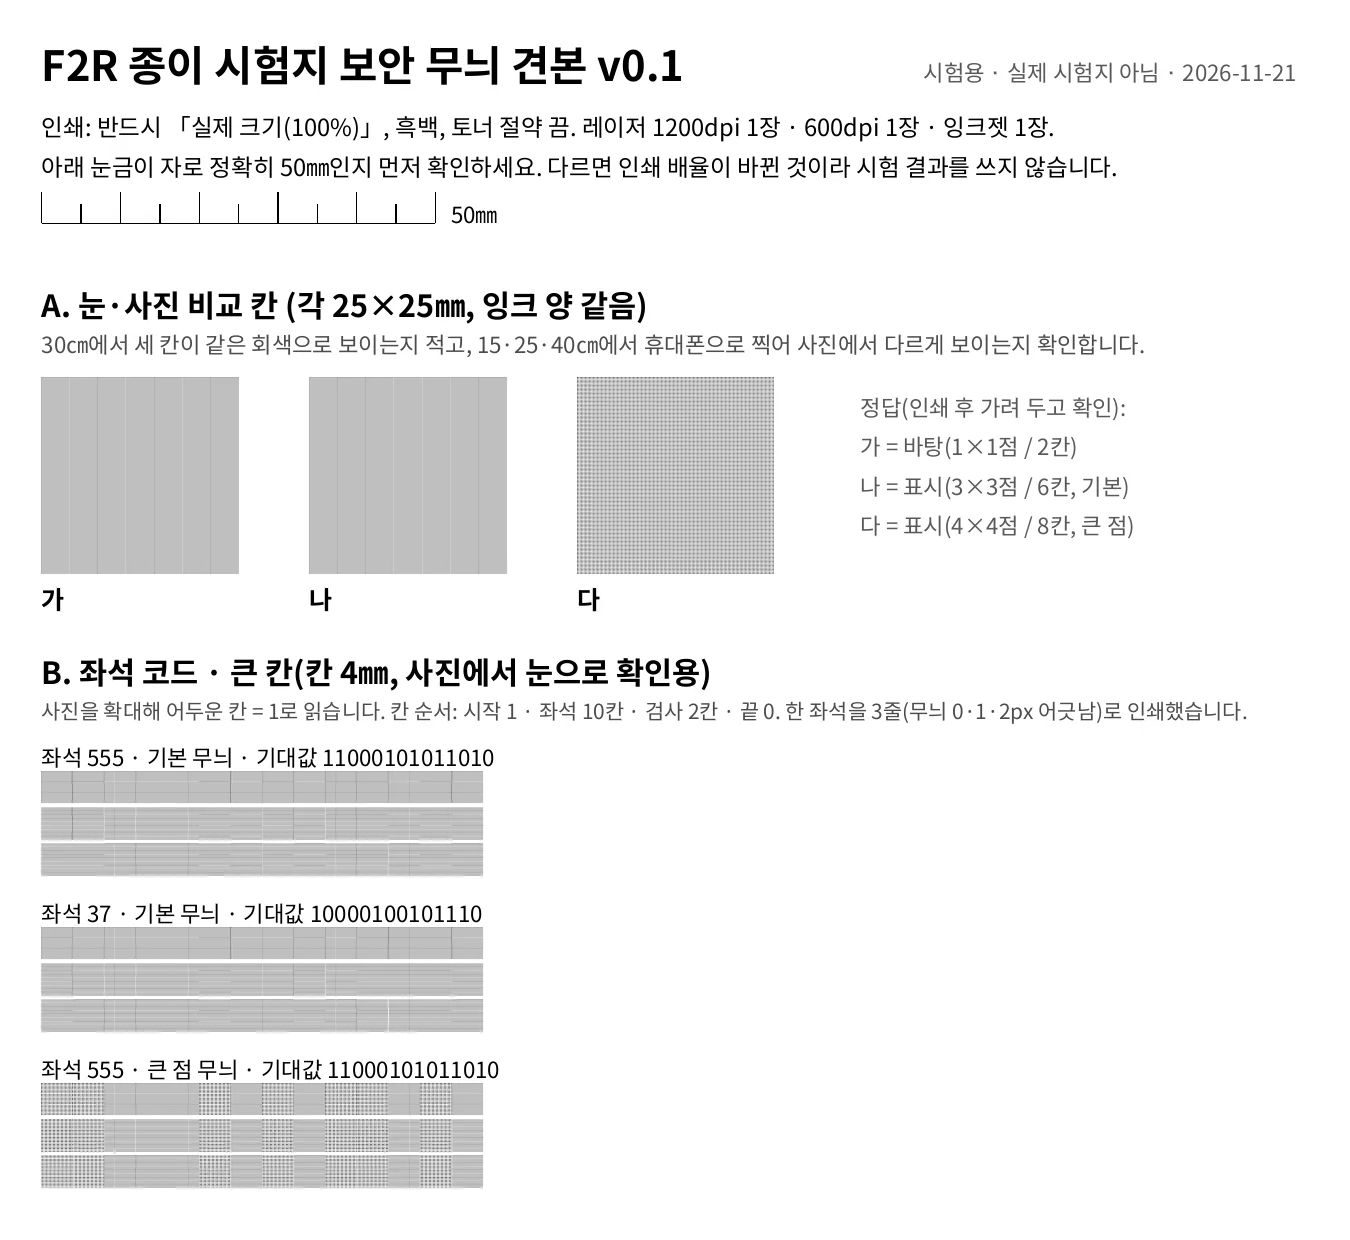 F2R 종이 시험지 보안 무늬 견본 v0.1
시험용 · 실제 시험지 아님 · 2026-11-21
인쇄: 반드시 「실제 크기(100%)」, 흑백, 토너 절약 끔. 레이저 1200dpi 1장 · 600dpi 1장 · 잉크젯 1장.
아래 눈금이 자로 정확히 50㎜인지 먼저 확인하세요. 다르면 인쇄 배율이 바뀐 것이라 시험 결과를 쓰지 않습니다.
50㎜
A. 눈·사진 비교 칸 (각 25×25㎜, 잉크 양 같음)
30㎝에서 세 칸이 같은 회색으로 보이는지 적고, 15·25·40㎝에서 휴대폰으로 찍어 사진에서 다르게 보이는지 확인합니다.
정답(인쇄 후 가려 두고 확인):
가 = 바탕(1×1점 / 2칸)
나 = 표시(3×3점 / 6칸, 기본)
다 = 표시(4×4점 / 8칸, 큰 점)
가
나
다
B. 좌석 코드 · 큰 칸(칸 4㎜, 사진에서 눈으로 확인용)
사진을 확대해 어두운 칸 = 1로 읽습니다. 칸 순서: 시작 1 · 좌석 10칸 · 검사 2칸 · 끝 0. 한 좌석을 3줄(무늬 0·1·2px 어긋남)로 인쇄했습니다.
좌석 555 · 기본 무늬 · 기대값 11000101011010
좌석 37 · 기본 무늬 · 기대값 10000100101110
좌석 555 · 큰 점 무늬 · 기대값 11000101011010